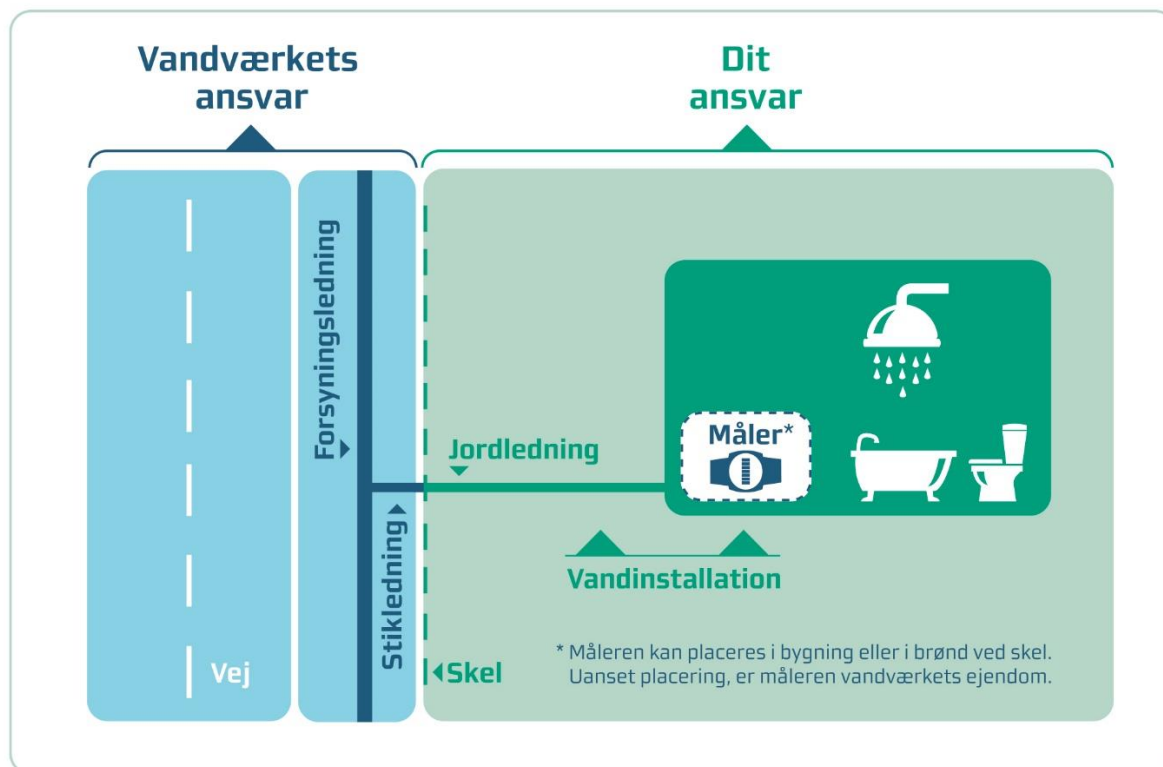 Vandværkets
ansvar
Dit
ansvar
Forsyningsledning
Stikledning
Jordledning
Måler*
Vandinstallation
Vej
Skel
* Måleren kan placeres i bygning eller i brønd ved skel.
Uanset placering, er måleren vandværkets ejendom.